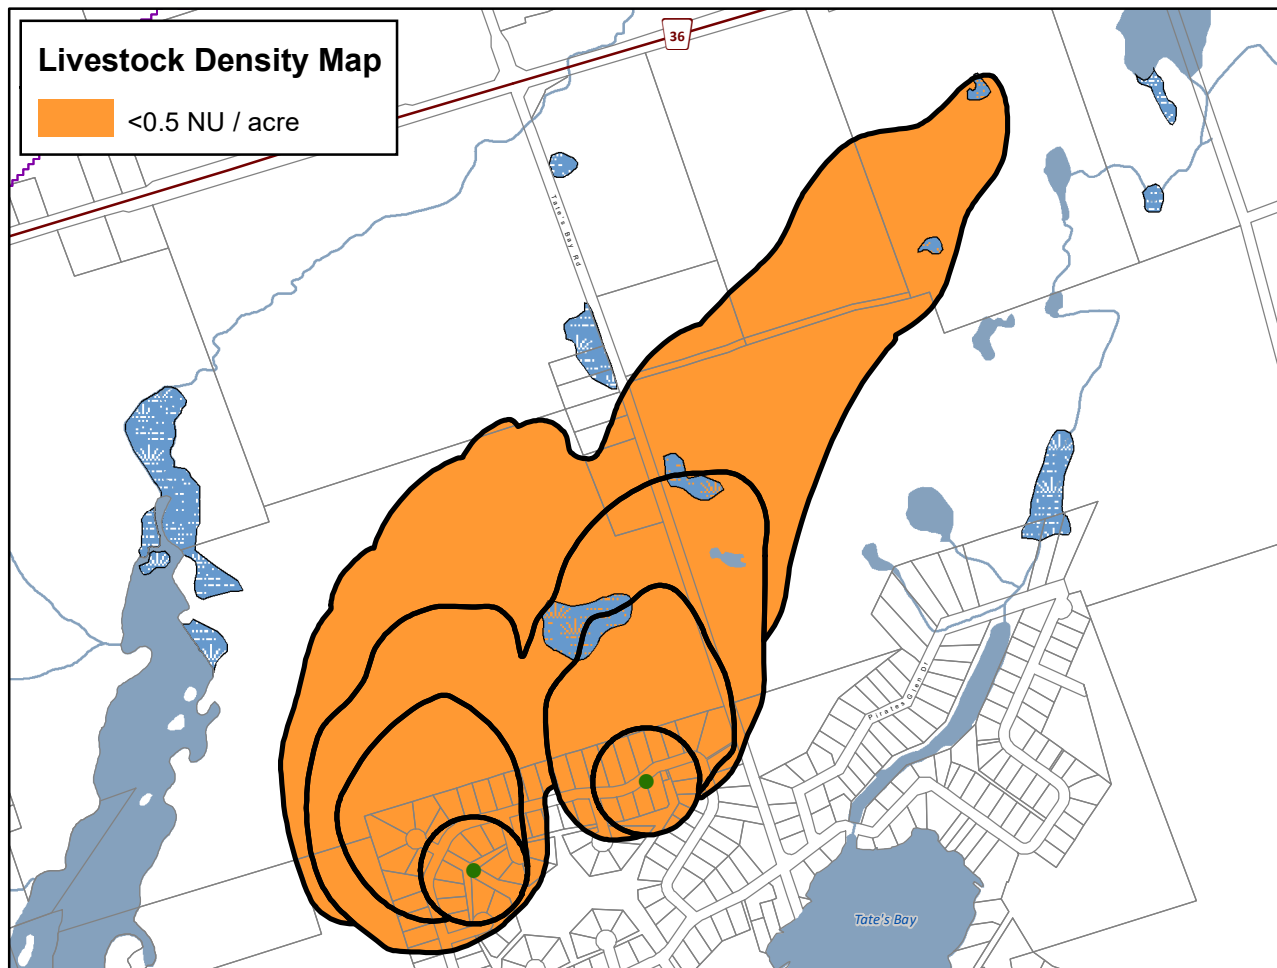 Livestock Density Map
<0.5 NU / acre
36
Tate's Bay Rd
Pirates Glen Dr
Tate's Bay